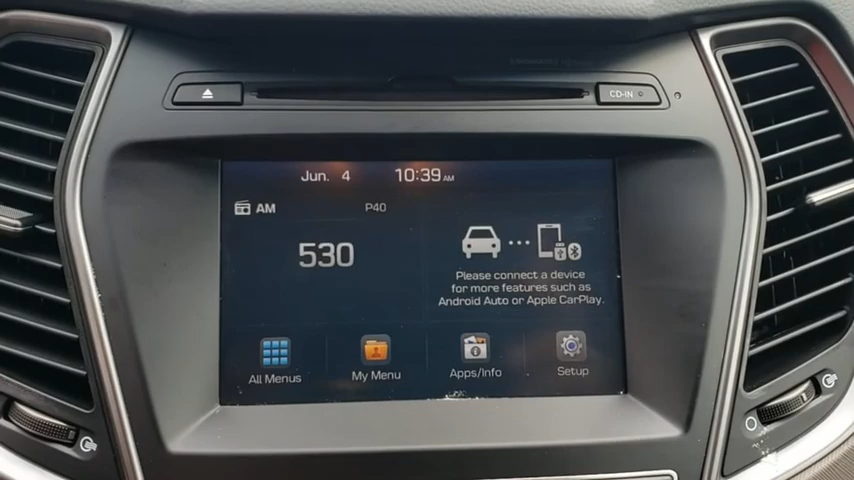 CD-IN
Jun. 4 10:39 AM
AM P40
530
Please connect a device
for more features such as
Android Auto or Apple CarPlay.
All Menus My Menu Apps/Info Setup